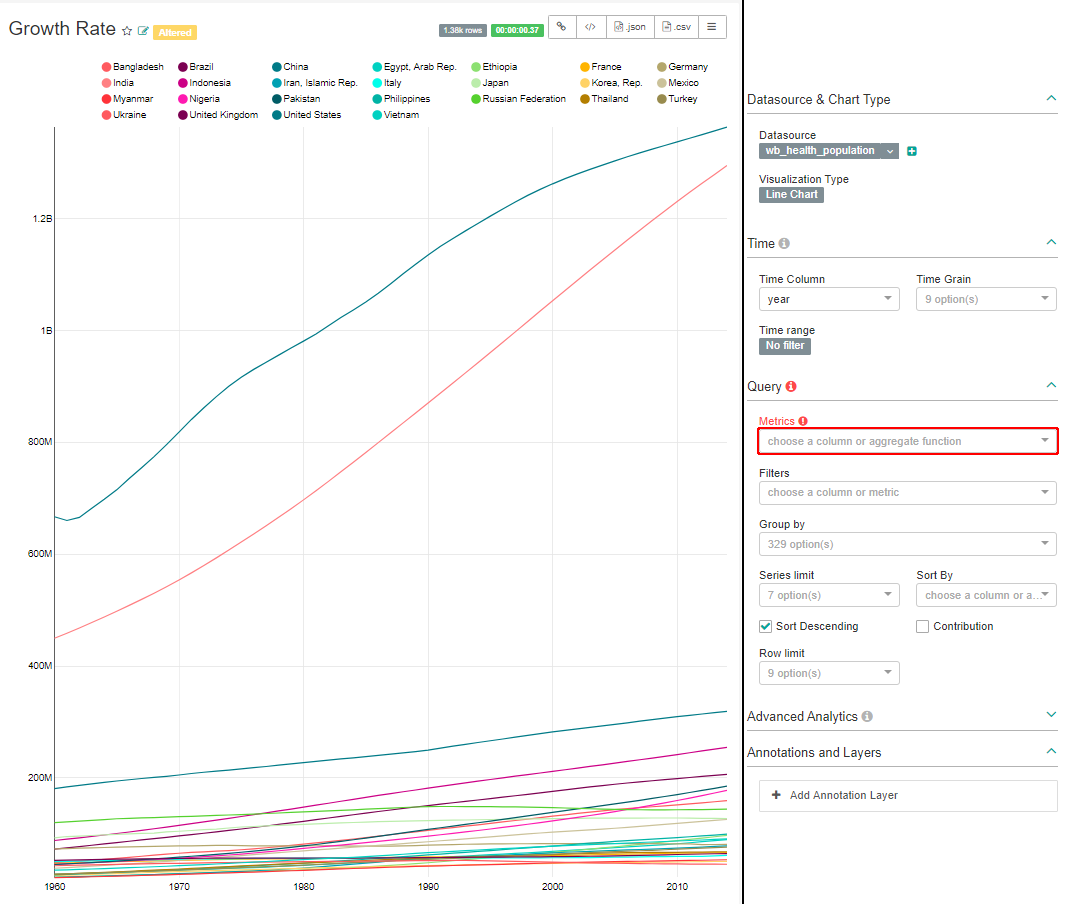 Growth Rate
Altered
1.38k rows
00:00:00.37
</>
.json
.csv
Bangladesh Brazil China Egypt, Arab Rep. Ethiopia France Germany
India Indonesia Iran, Islamic Rep. Italy Japan Korea, Rep. Mexico
Myanmar Nigeria Pakistan Philippines Russian Federation Thailand Turkey
Ukraine United Kingdom United States Vietnam
1.2B
1B
800M
600M
400M
200M
1960 1970 1980 1990 2000 2010
Datasource & Chart Type
Datasource
wb_health_population
Visualization Type
Line Chart
Time
Time Column Time Grain
year 9 option(s)
Time range
No filter
Query
Metrics
choose a column or aggregate function
Filters
choose a column or metric
Group by
329 option(s)
Series limit Sort By
7 option(s) choose a column or a...
Sort Descending Contribution
Row limit
9 option(s)
Advanced Analytics
Annotations and Layers
+ Add Annotation Layer